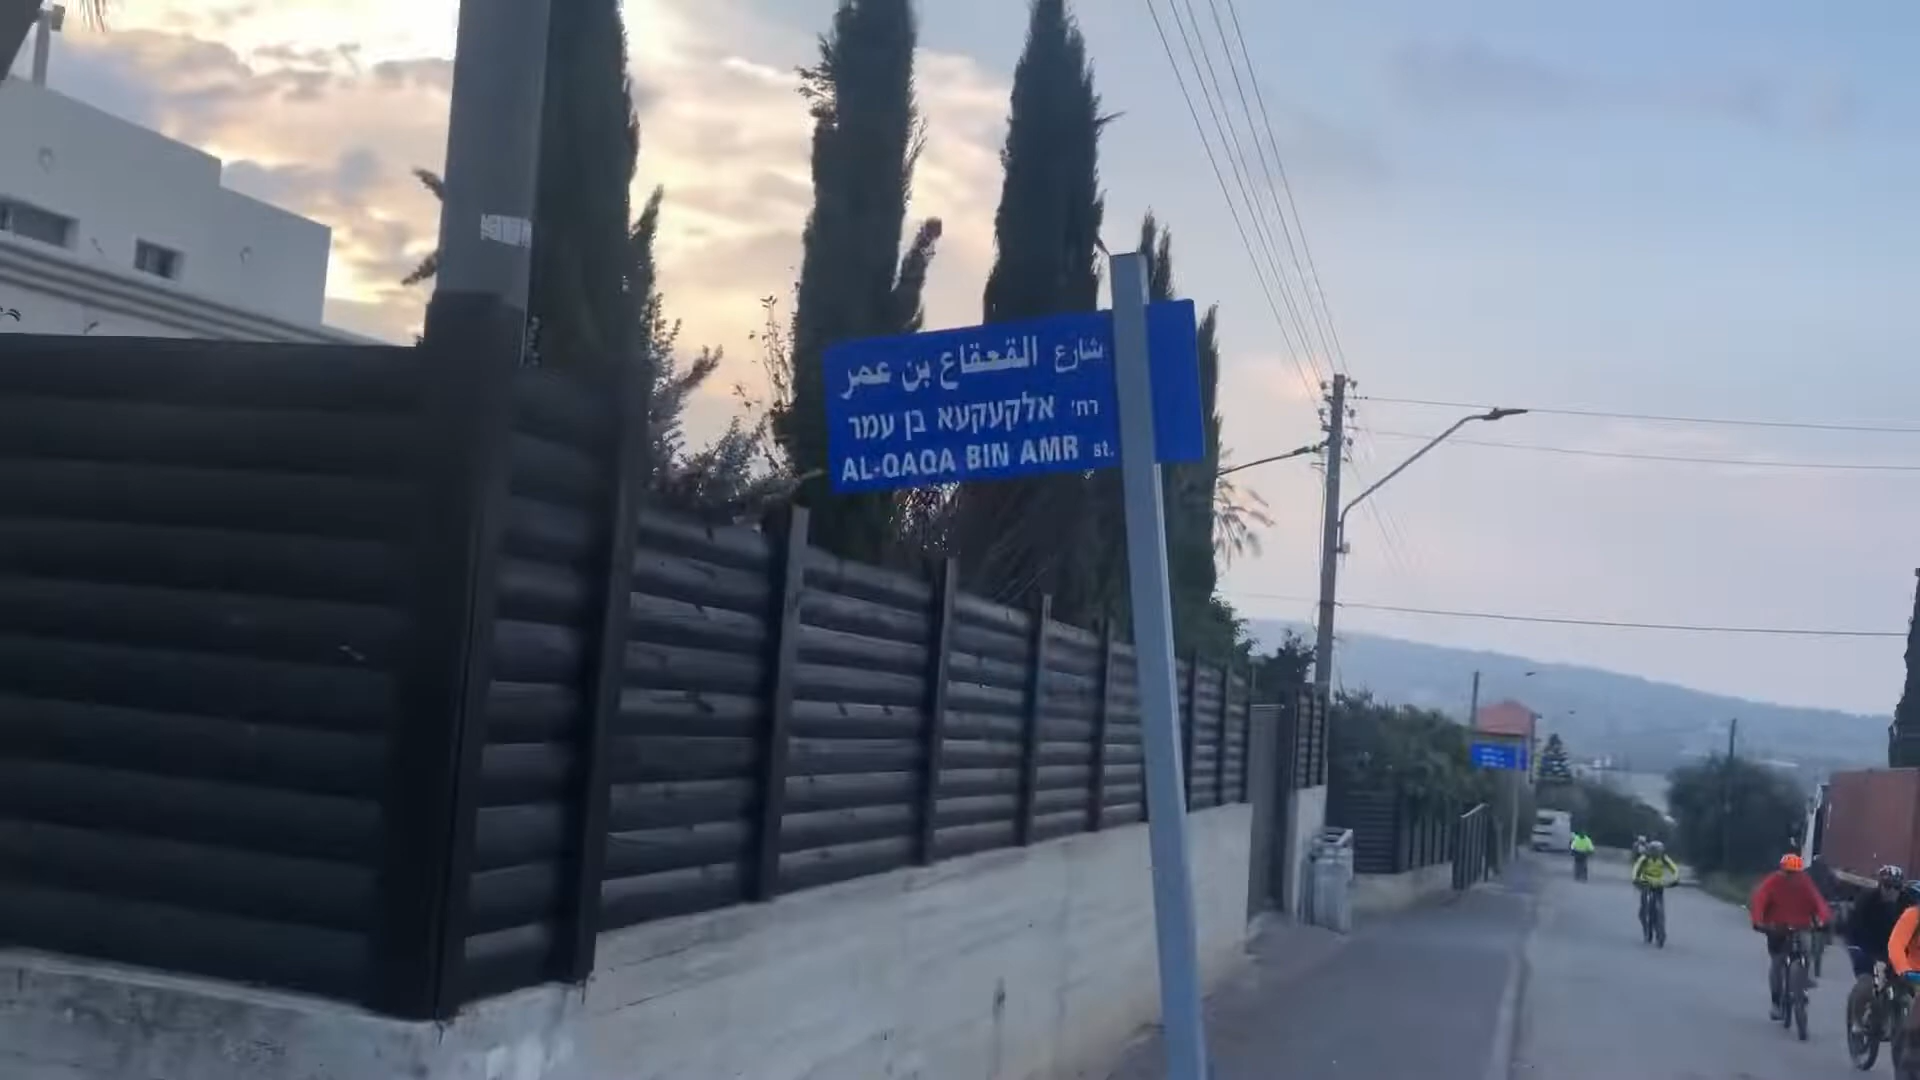 شارع القعقاع بن عمر
רח' אלקעקעא בן עמר
AL-QAQA BIN AMR st.